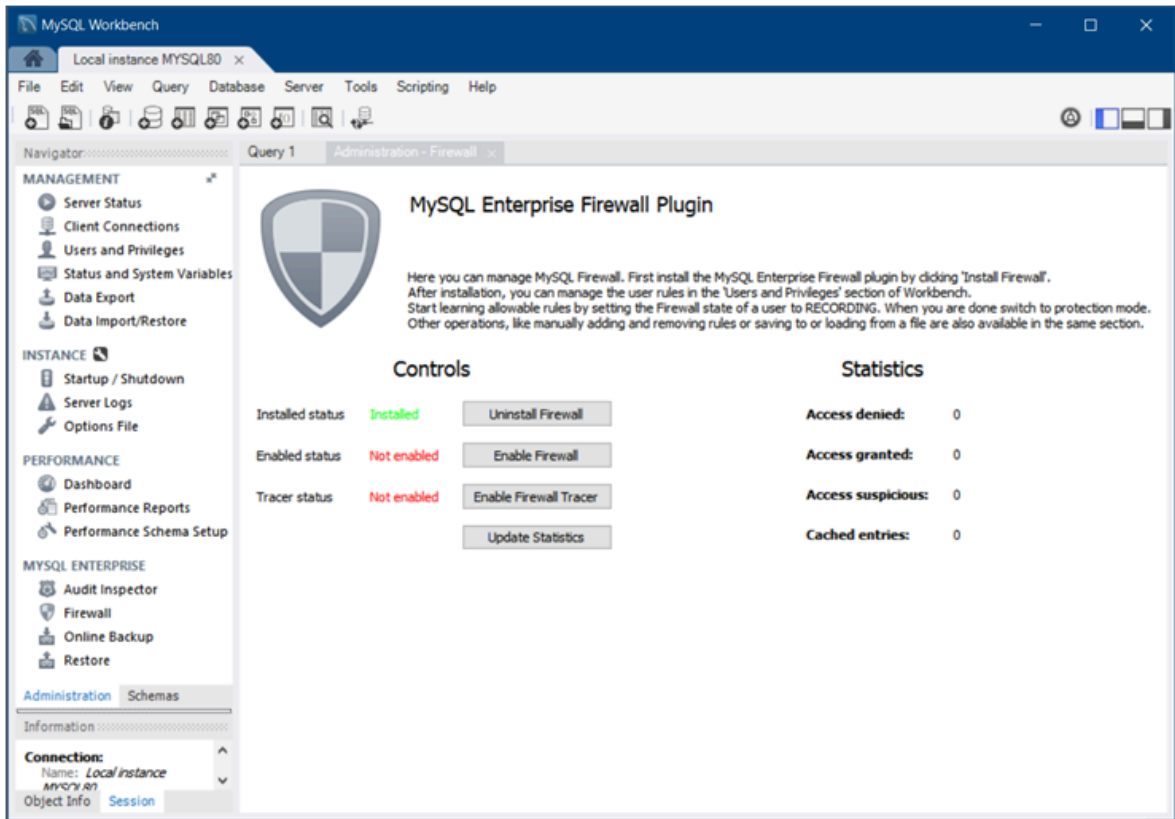 MySQL Workbench
Local instance MYSQL80
File Edit View Query Database Server Tools Scripting Help
Navigator
MANAGEMENT
Server Status
Client Connections
Users and Privileges
Status and System Variables
Data Export
Data Import/Restore
INSTANCE
Startup / Shutdown
Server Logs
Options File
PERFORMANCE
Dashboard
Performance Reports
Performance Schema Setup
MYSQL ENTERPRISE
Audit Inspector
Firewall
Online Backup
Restore
Administration Schemas
Information
Connection:
Name: Local instance
MYSQL80
Object Info Session
Query 1 Administration - Firewall
MySQL Enterprise Firewall Plugin
Here you can manage MySQL Firewall. First install the MySQL Enterprise Firewall plugin by clicking 'Install Firewall'.
After installation, you can manage the user rules in the 'Users and Privileges' section of Workbench.
Start learning allowable rules by setting the Firewall state of a user to RECORDING. When you are done switch to protection mode.
Other operations, like manually adding and removing rules or saving to or loading from a file are also available in the same section.
Controls
Installed status Installed Uninstall Firewall
Enabled status Not enabled Enable Firewall
Tracer status Not enabled Enable Firewall Tracer
Update Statistics
Statistics
Access denied: 0
Access granted: 0
Access suspicious: 0
Cached entries: 0